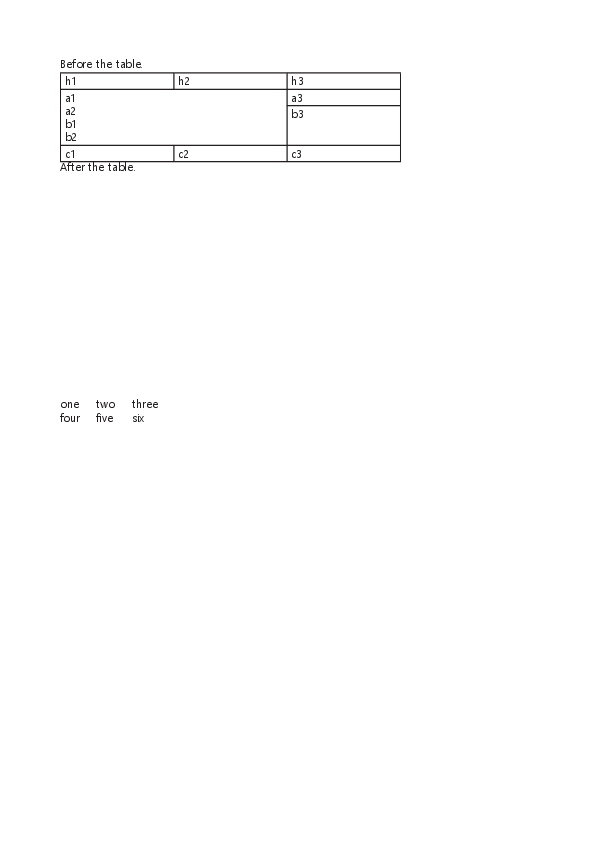 Before the table.
h1 h2 h3
a1 a3
a2
b1 b3
b2
c1 c2 c3
After the table.
one two three
four five six